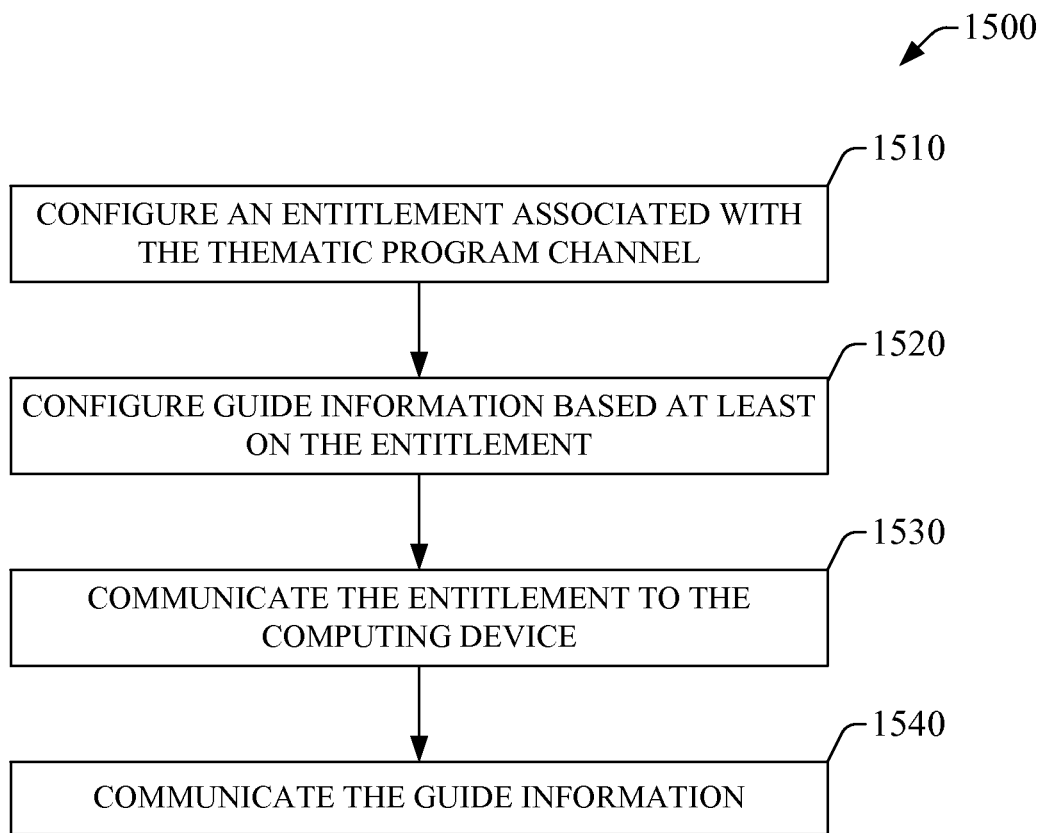 1500
1510
CONFIGURE AN ENTITLEMENT ASSOCIATED WITH
THE THEMATIC PROGRAM CHANNEL
1520
CONFIGURE GUIDE INFORMATION BASED AT LEAST
ON THE ENTITLEMENT
1530
COMMUNICATE THE ENTITLEMENT TO THE
COMPUTING DEVICE
1540
COMMUNICATE THE GUIDE INFORMATION